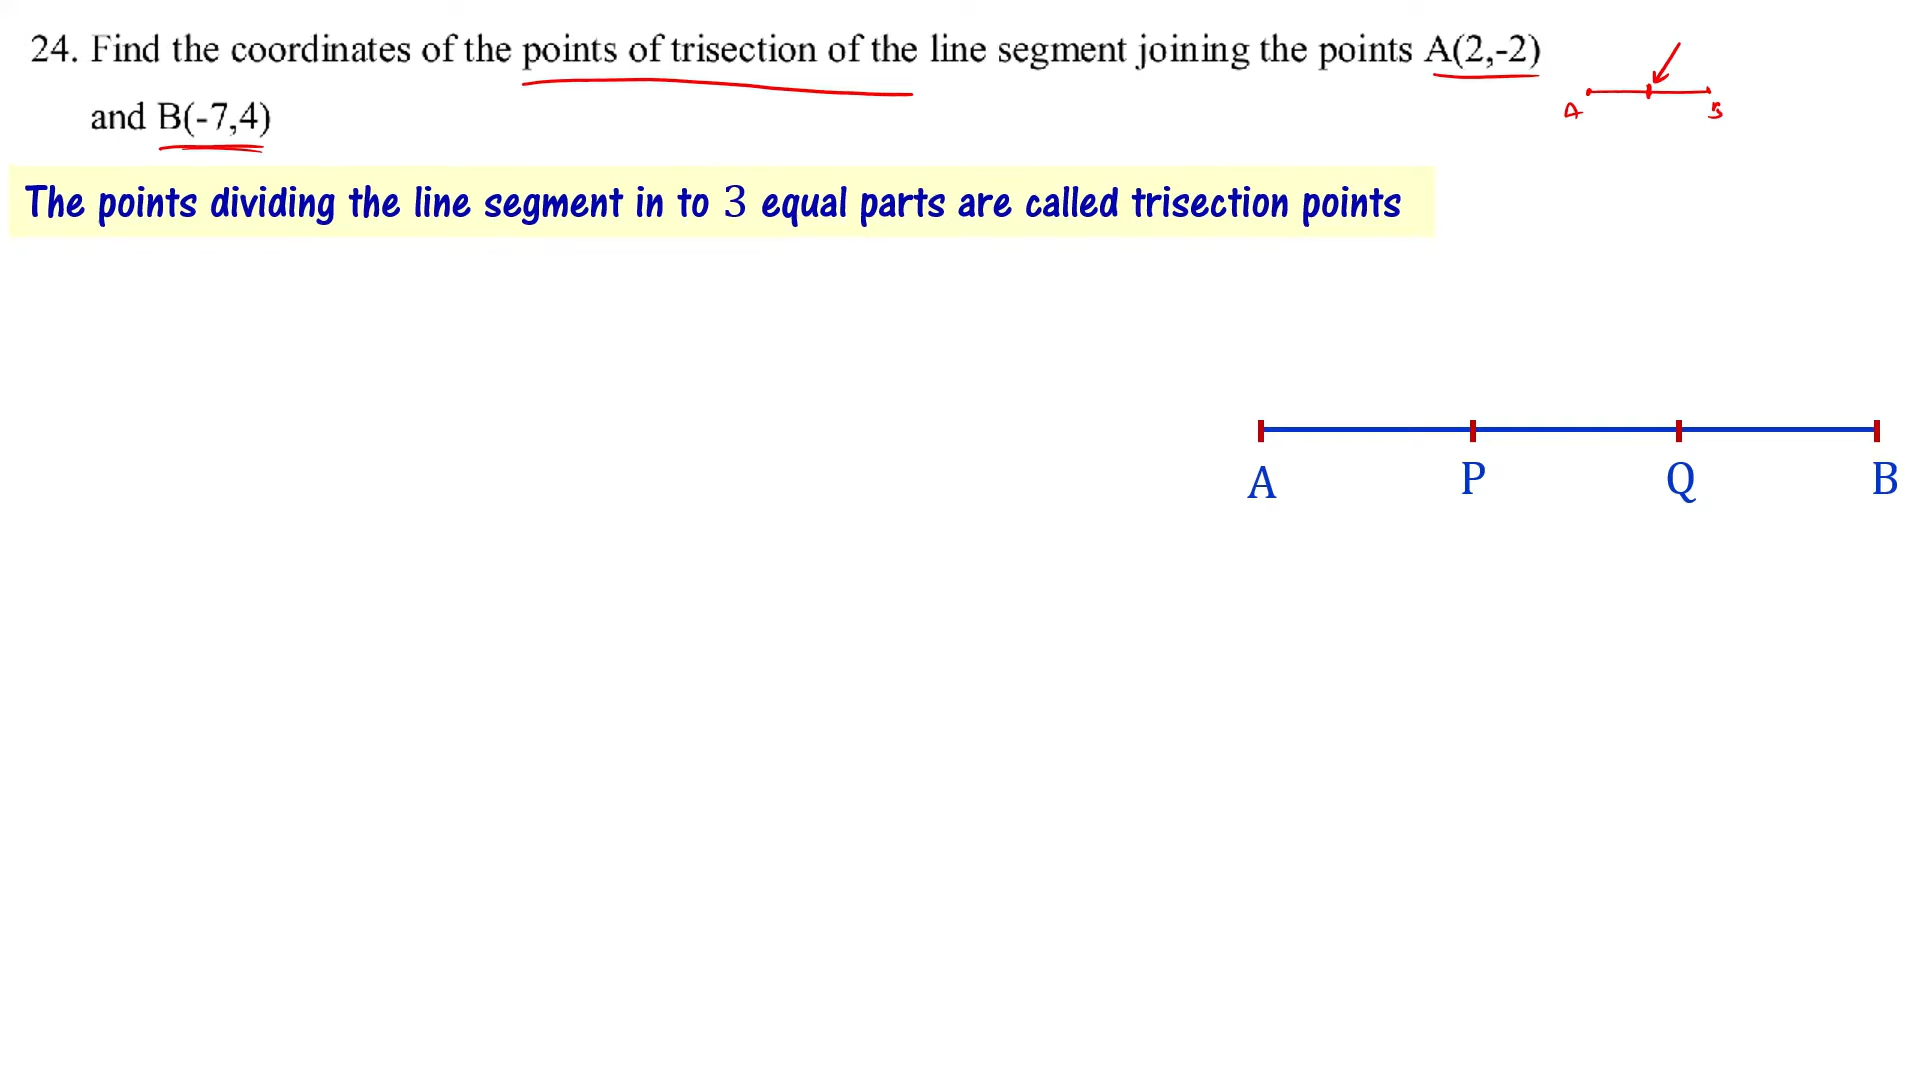 24. Find the coordinates of the points of trisection of the line segment joining the points A(2,-2)
and B(-7,4)
A B
The points dividing the line segment in to 3 equal parts are called trisection points
A P Q B